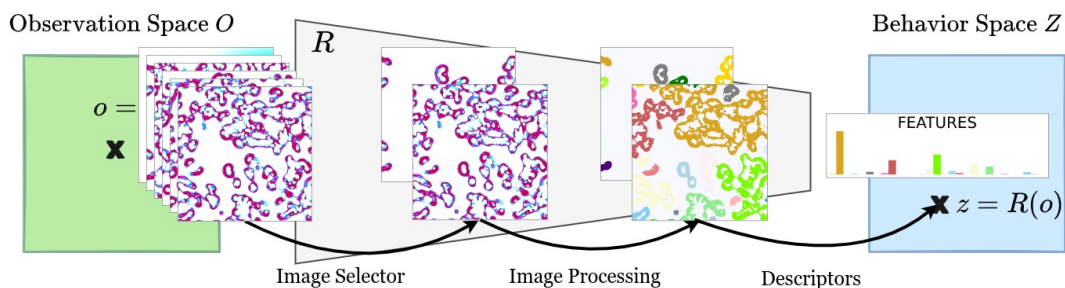 Observation Space O
R
Behavior Space Z
o =
FEATURES
z = R(o)
Image Selector
Image Processing
Descriptors